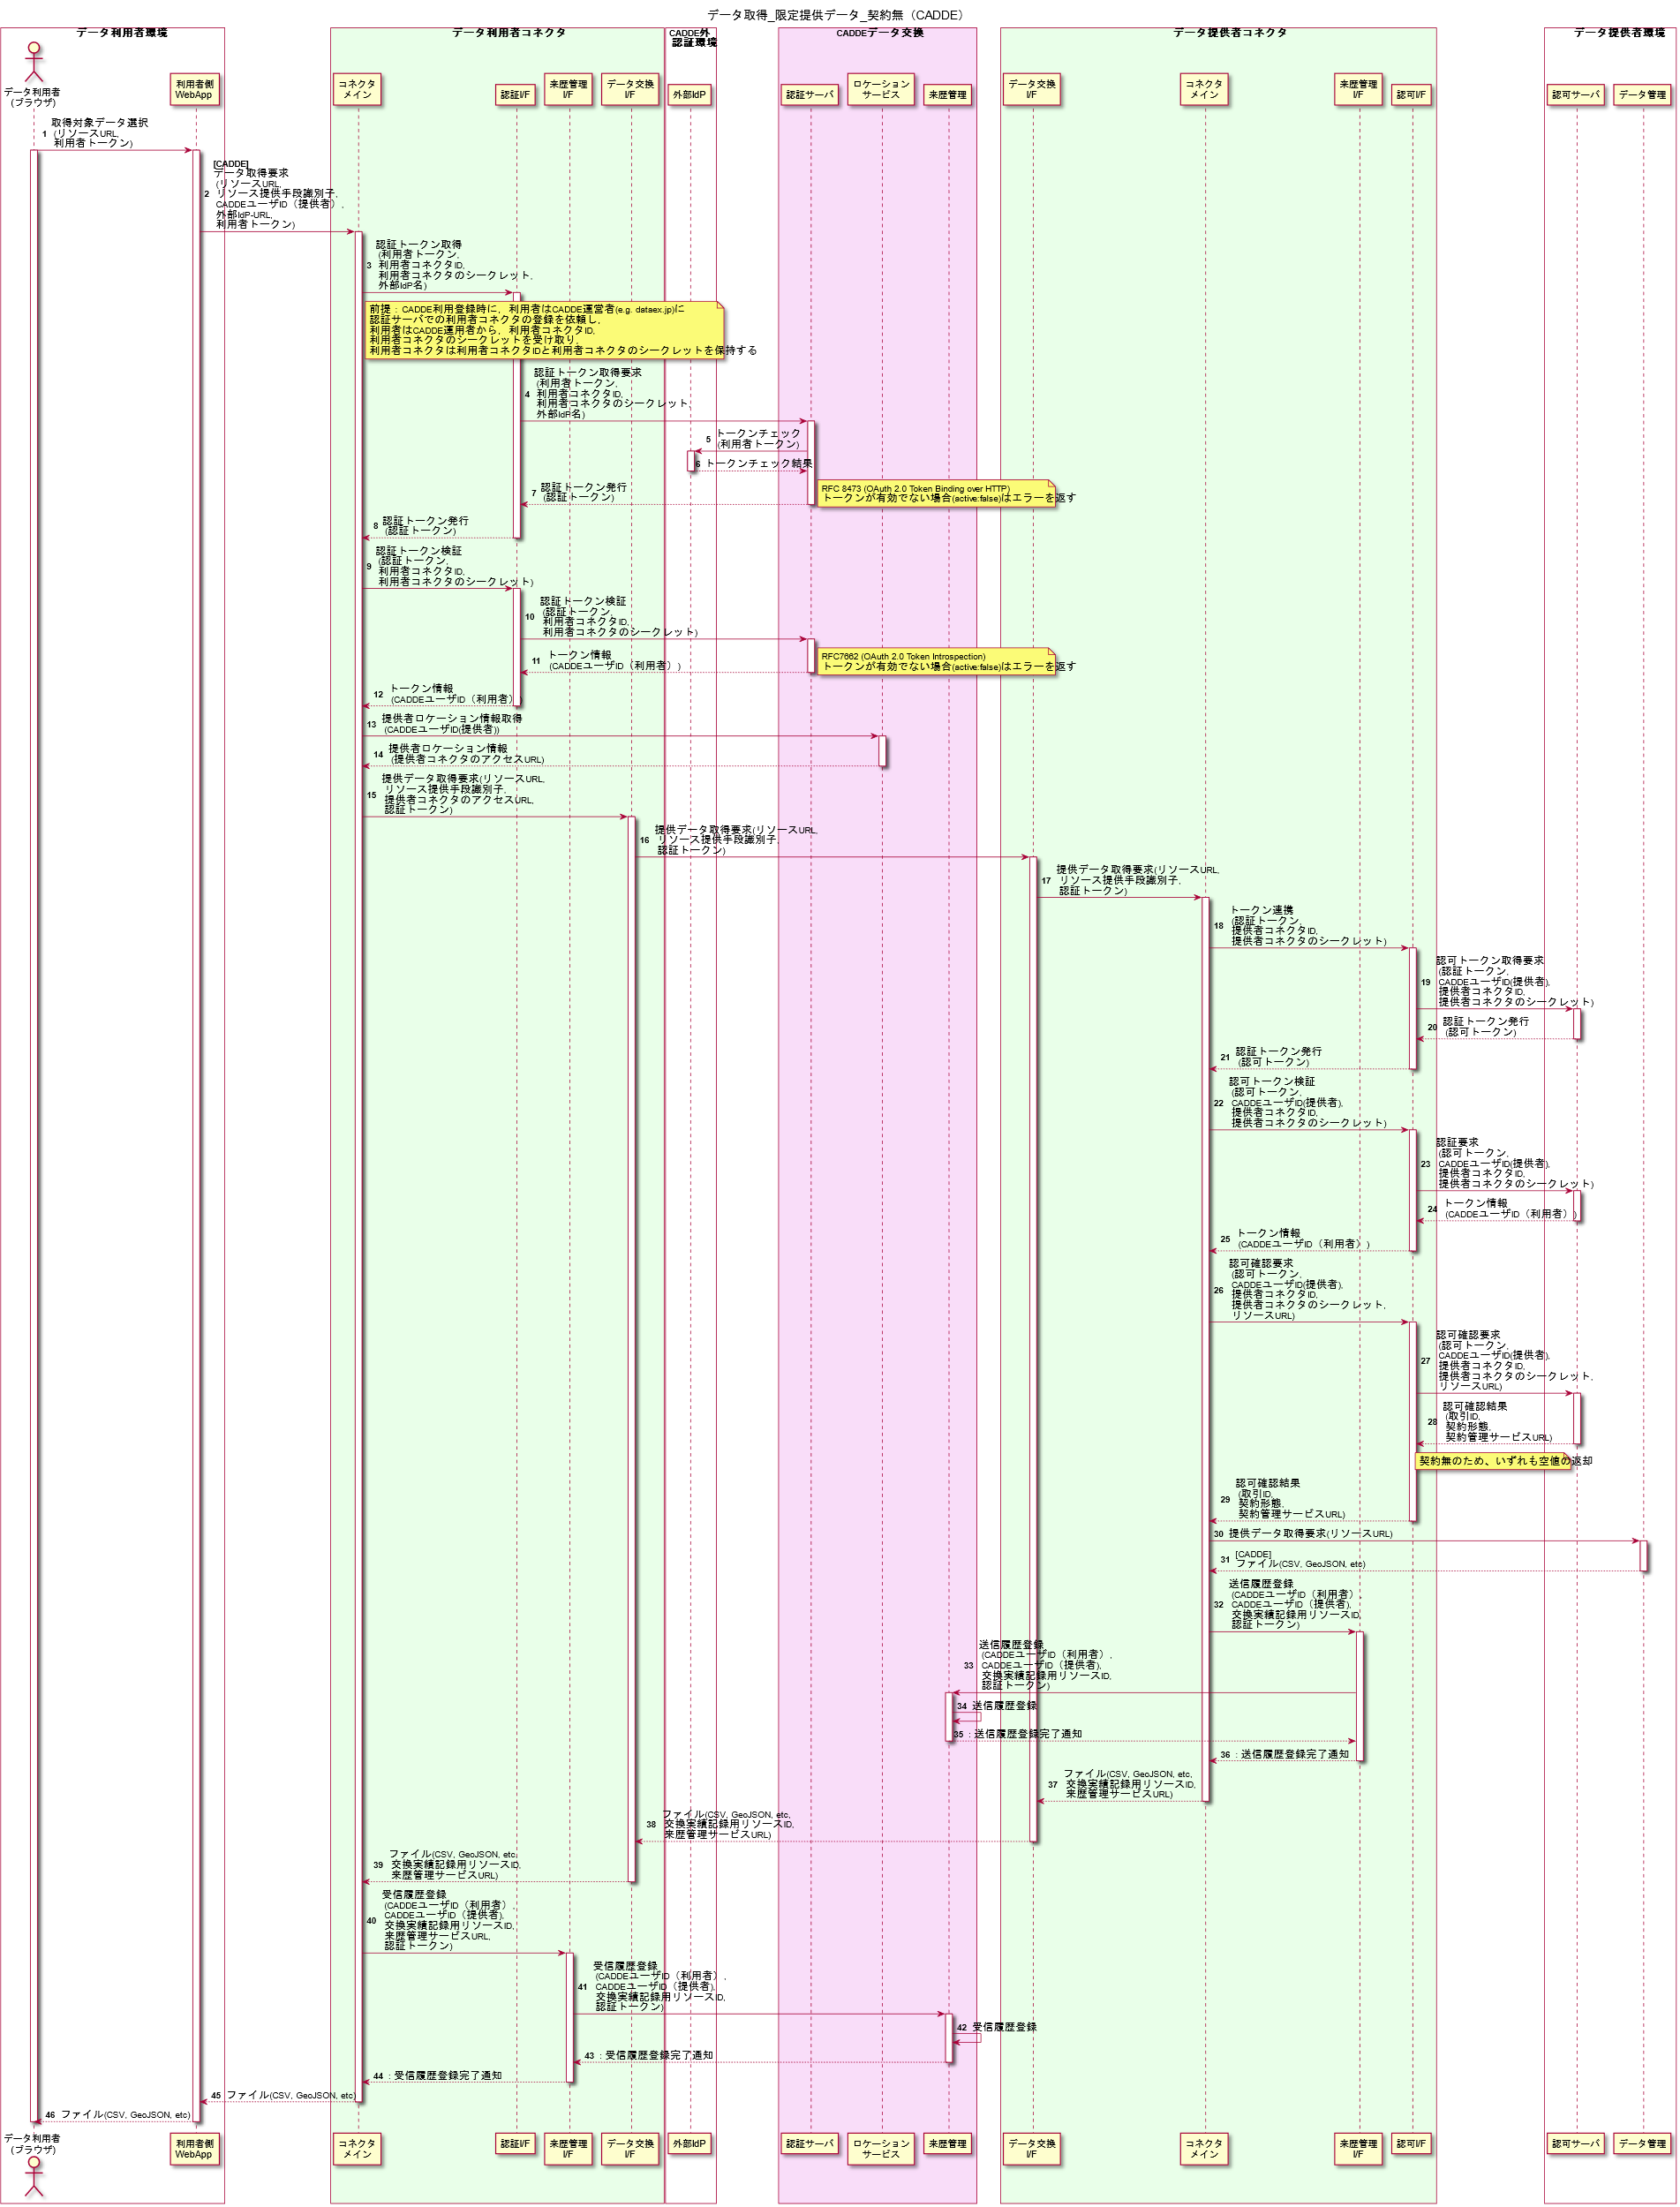 データ取得_限定提供データ_契約無（CADDE）
データ利用者環境
データ利用者コネクタ
CADDE外
認証環境
CADDEデータ交換
データ提供者コネクタ
データ提供者環境
データ利用者
(ブラウザ)
利用者側
WebApp
コネクタ
メイン
認証I/F
来歴管理
I/F
データ交換
I/F
外部IdP
認証サーバ
ロケーション
サービス
来歴管理
データ交換
I/F
コネクタ
メイン
来歴管理
I/F
認可I/F
認可サーバ
データ管理
1 取得対象データ選択
(リソースURL,
利用者トークン)
2 [CADDE]
データ取得要求
(リソースURL,
リソース提供手段識別子,
CADDEユーザID（提供者）,
外部IdP-URL,
利用者トークン)
3 認証トークン取得
(利用者トークン,
利用者コネクタID,
利用者コネクタのシークレット,
外部IdP名)
前提：CADDE利用登録時に，利用者はCADDE運営者(e.g. dataex.jp)に
認証サーバでの利用者コネクタの登録を依頼し，
利用者はCADDE運用者から，利用者コネクタID,
利用者コネクタのシークレットを受け取り，
利用者コネクタは利用者コネクタIDと利用者コネクタのシークレットを保持する
4 認証トークン取得要求
(利用者トークン,
利用者コネクタID,
利用者コネクタのシークレット,
外部IdP名)
5 トークンチェック
(利用者トークン)
6 トークンチェック結果
RFC 8473 (OAuth 2.0 Token Binding over HTTP)
トークンが有効でない場合(active:false)はエラーを返す
7 認証トークン発行
(認証トークン)
8 認証トークン発行
(認証トークン)
9 認証トークン検証
(認証トークン,
利用者コネクタID,
利用者コネクタのシークレット)
10 認証トークン検証
(認証トークン,
利用者コネクタID,
利用者コネクタのシークレット)
RFC7662 (OAuth 2.0 Token Introspection)
トークンが有効でない場合(active:false)はエラーを返す
11 トークン情報
(CADDEユーザID（利用者）)
12 トークン情報
(CADDEユーザID（利用者）)
13 提供者ロケーション情報取得
(CADDEユーザID(提供者))
14 提供者ロケーション情報
(提供者コネクタのアクセスURL)
15 提供データ取得要求(リソースURL,
リソース提供手段識別子,
提供者コネクタのアクセスURL,
認証トークン)
16 提供データ取得要求(リソースURL,
リソース提供手段識別子,
認証トークン)
17 提供データ取得要求(リソースURL,
リソース提供手段識別子,
認証トークン)
18 トークン連携
(認証トークン,
提供者コネクタID,
提供者コネクタのシークレット)
19 認可トークン取得要求
(認証トークン,
CADDEユーザID(提供者),
提供者コネクタID,
提供者コネクタのシークレット)
20 認証トークン発行
(認可トークン)
21 認証トークン発行
(認可トークン)
22 認可トークン検証
(認可トークン,
CADDEユーザID(提供者),
提供者コネクタID,
提供者コネクタのシークレット)
23 認証要求
(認可トークン,
CADDEユーザID(提供者),
提供者コネクタID,
提供者コネクタのシークレット)
24 トークン情報
(CADDEユーザID（利用者）)
25 トークン情報
(CADDEユーザID（利用者）)
26 認可確認要求
(認可トークン,
CADDEユーザID(提供者),
提供者コネクタID,
提供者コネクタのシークレット,
リソースURL)
27 認可確認要求
(認可トークン,
CADDEユーザID(提供者),
提供者コネクタID,
提供者コネクタのシークレット,
リソースURL)
28 認可確認結果
(取引ID,
契約形態,
契約管理サービスURL)
契約無のため、いずれも空値の返却
29 認可確認結果
(取引ID,
契約形態,
契約管理サービスURL)
30 提供データ取得要求(リソースURL)
31 [CADDE]
ファイル(CSV, GeoJSON, etc)
32 送信履歴登録
(CADDEユーザID（利用者）,
CADDEユーザID（提供者),
交換実績記録用リソースID,
認証トークン)
33 送信履歴登録
(CADDEユーザID（利用者）,
CADDEユーザID（提供者),
交換実績記録用リソースID,
認証トークン)
34 送信履歴登録
35 : 送信履歴登録完了通知
36 : 送信履歴登録完了通知
37 ファイル(CSV, GeoJSON, etc,
交換実績記録用リソースID,
来歴管理サービスURL)
38 ファイル(CSV, GeoJSON, etc,
交換実績記録用リソースID,
来歴管理サービスURL)
39 ファイル(CSV, GeoJSON, etc,
交換実績記録用リソースID,
来歴管理サービスURL)
40 受信履歴登録
(CADDEユーザID（利用者）,
CADDEユーザID（提供者),
交換実績記録用リソースID,
来歴管理サービスURL,
認証トークン)
41 受信履歴登録
(CADDEユーザID（利用者）,
CADDEユーザID（提供者),
交換実績記録用リソースID,
認証トークン)
42 受信履歴登録
43 : 受信履歴登録完了通知
44 : 受信履歴登録完了通知
45 ファイル(CSV, GeoJSON, etc)
46 ファイル(CSV, GeoJSON, etc)
データ利用者
(ブラウザ)
利用者側
WebApp
コネクタ
メイン
認証I/F
来歴管理
I/F
データ交換
I/F
外部IdP
認証サーバ
ロケーション
サービス
来歴管理
データ交換
I/F
コネクタ
メイン
来歴管理
I/F
認可I/F
認可サーバ
データ管理